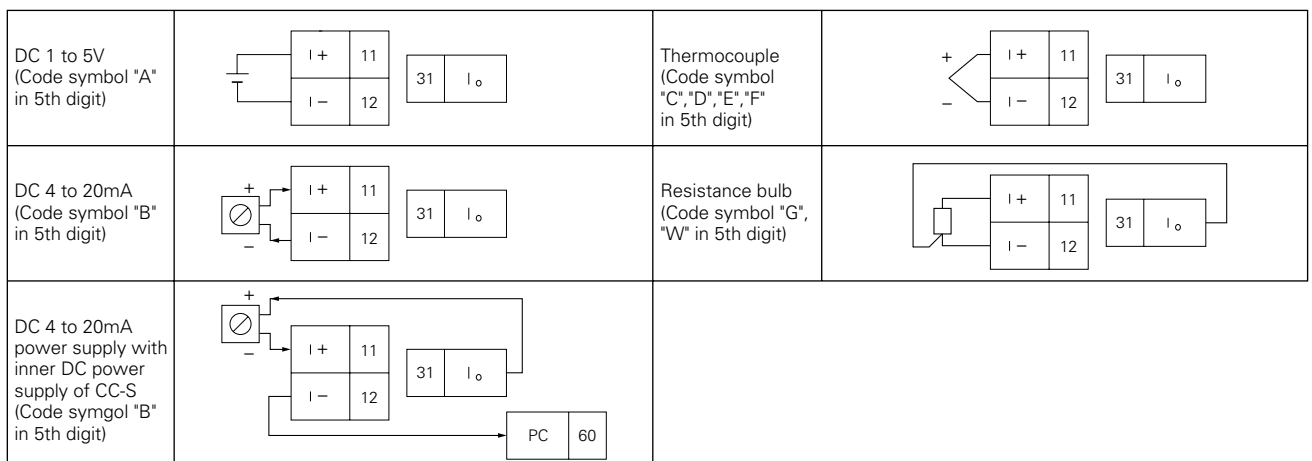 DC 1 to 5V
(Code symbol "A"
in 5th digit)
I +
11
I –
12
31
I o
Thermocouple
(Code symbol
"C","D","E","F"
in 5th digit)
+
–
I +
11
I –
12
31
I o
DC 4 to 20mA
(Code symbol "B"
in 5th digit)
+
–
I +
11
I –
12
31
I o
Resistance bulb
(Code symbol "G",
"W" in 5th digit)
I +
11
I –
12
31
I o
DC 4 to 20mA
power supply with
inner DC power
supply of CC-S
(Code symgol "B"
in 5th digit)
+
–
I +
11
I –
12
31
I o
PC
60